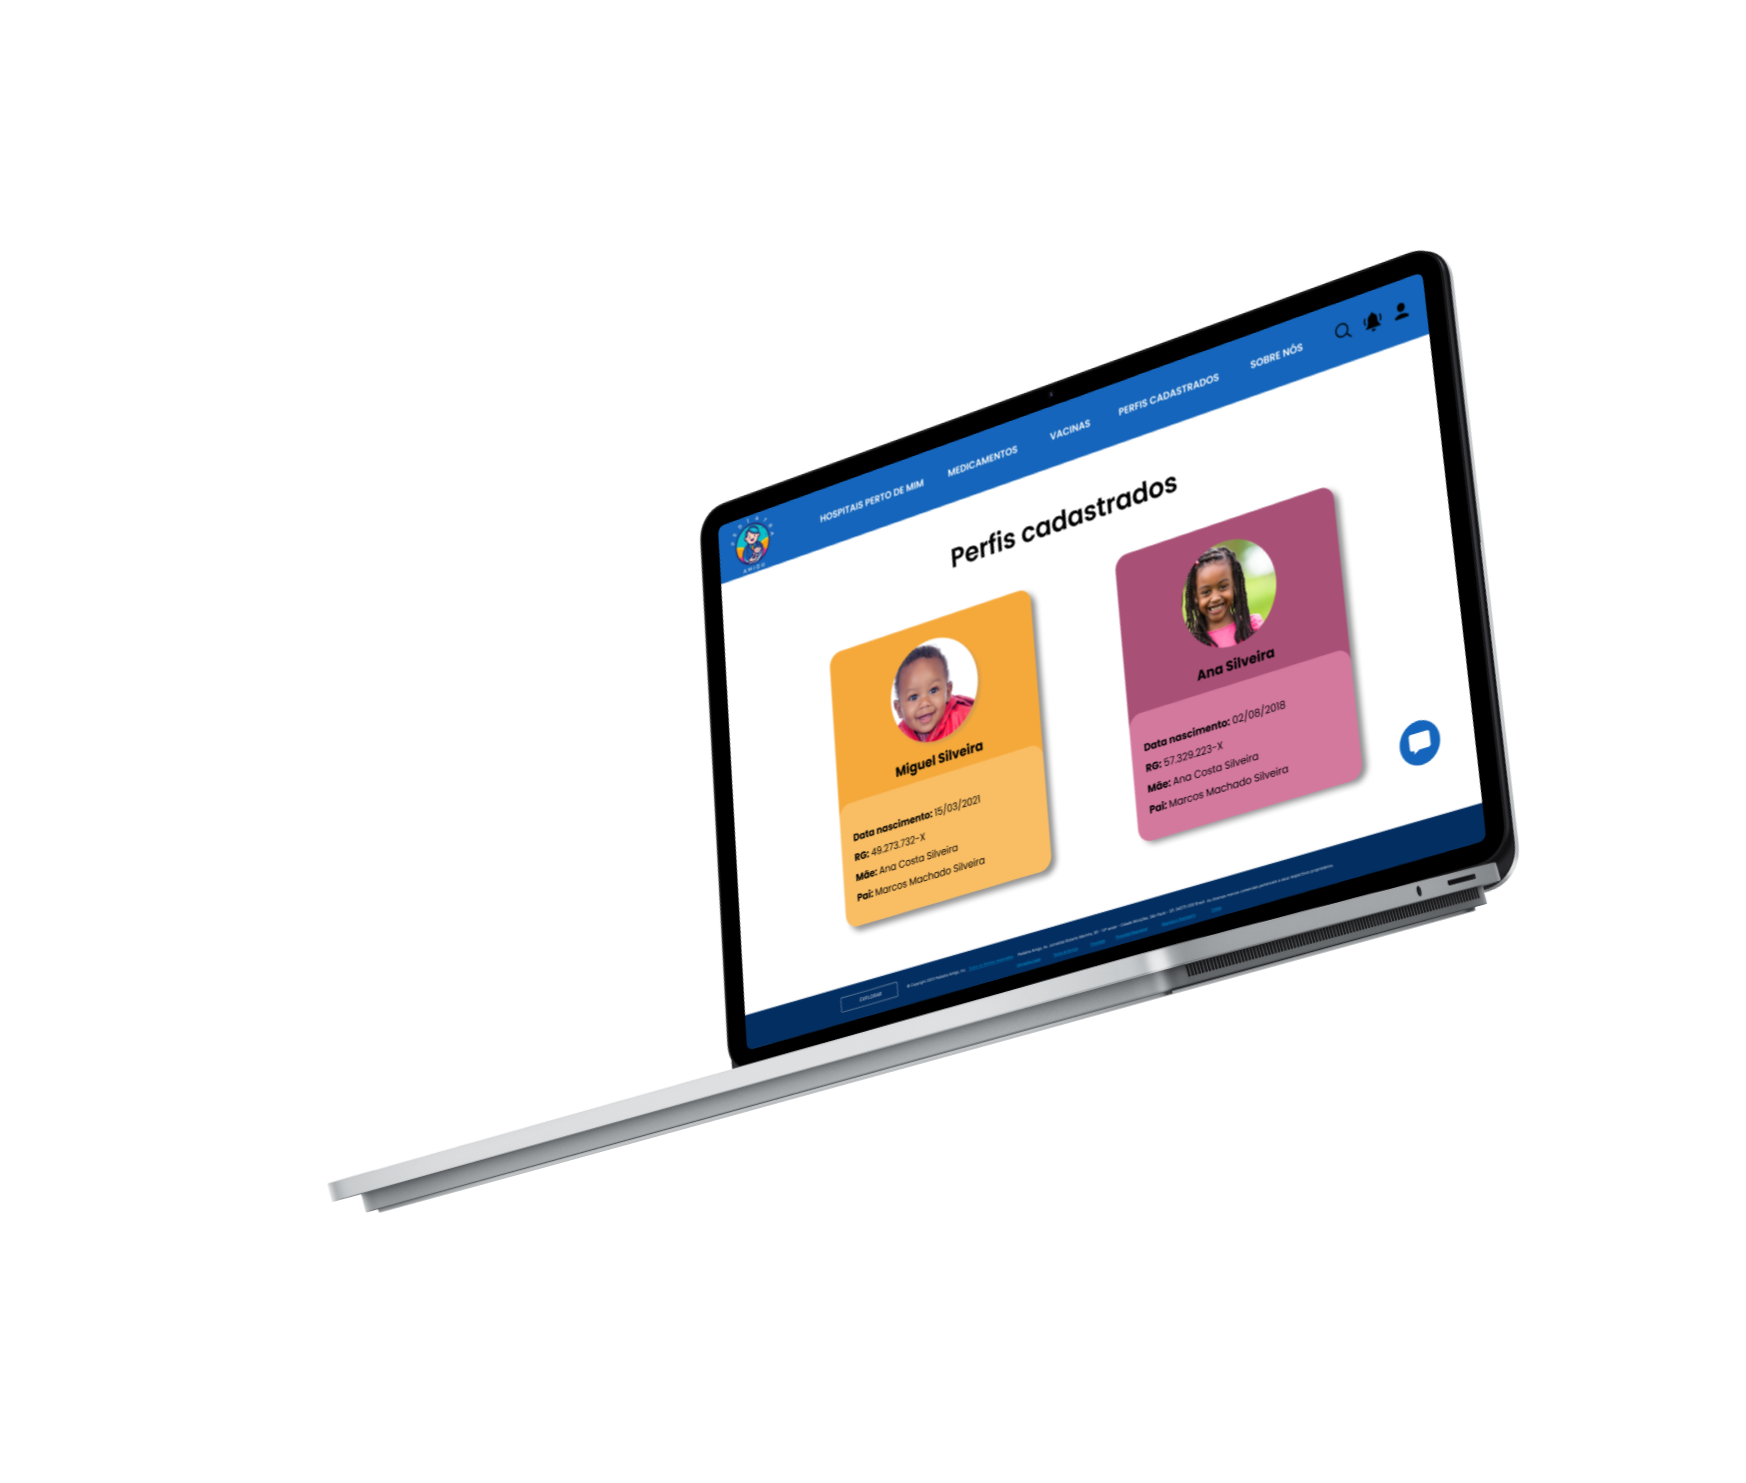 HOSPITAIS PERTO DE MIM
MEDICAMENTOS
VACINAS
PERFIS CADASTRADOS
SOBRE NÓS
AMIGO
Perfis cadastrados
Miguel Silveira
Data nascimento: 15/03/2021
RG: 49.273.732-X
Mãe: Ana Costa Silveira
Pai: Marcos Machado Silveira
Ana Silveira
Data nascimento: 02/08/2018
RG: 57.329.223-X
Mãe: Ana Costa Silveira
Pai: Marcos Machado Silveira
EXPLORAR